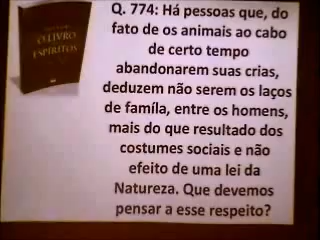 O LIVRO
DOS
ESPÍRITOS
Q. 774: Há pessoas que, do
fato de os animais ao cabo
de certo tempo
abandonarem suas crias,
deduzem não serem os laços
de famíla, entre os homens,
mais do que resultado dos
costumes sociais e não
efeito de uma lei da
Natureza. Que devemos
pensar a esse respeito?